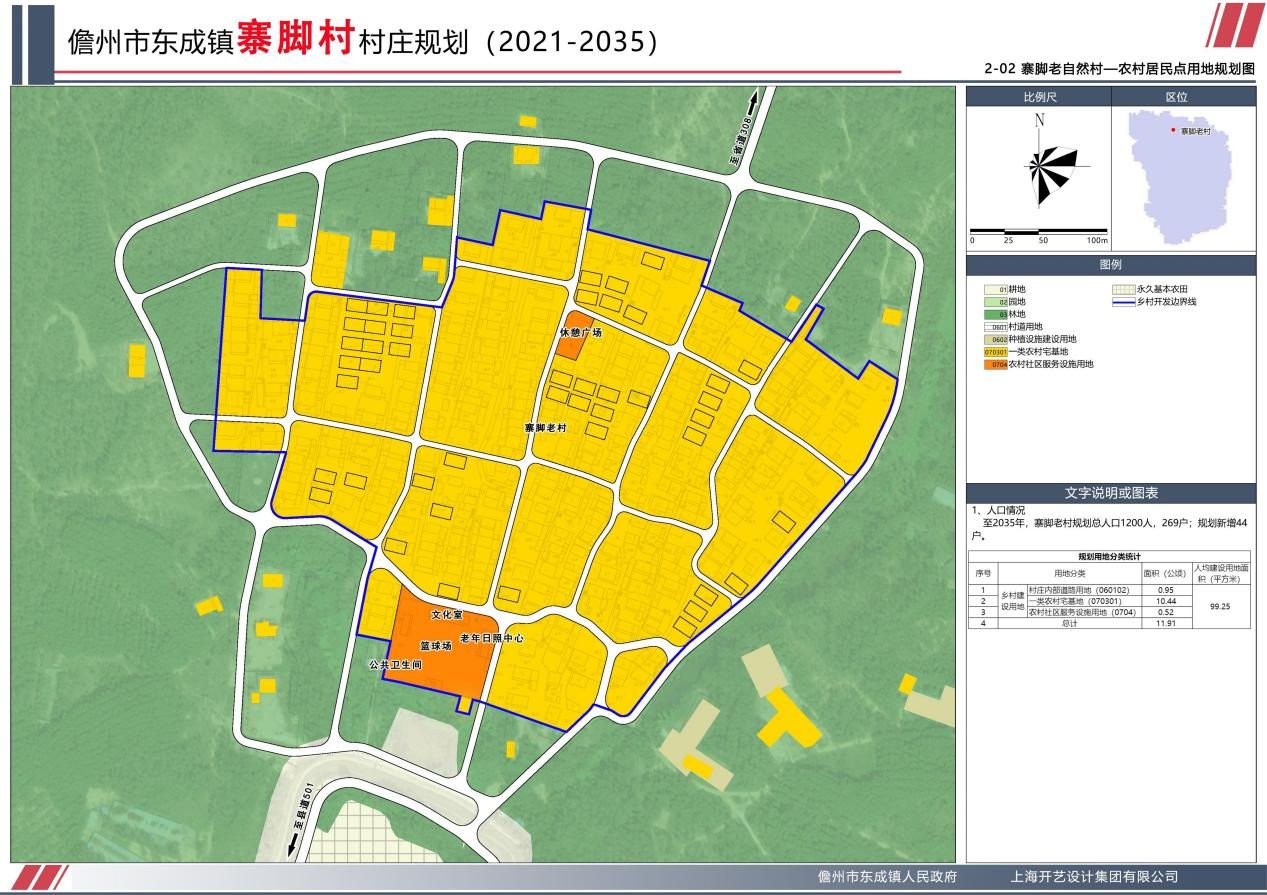 儋州市东成镇寨脚村村庄规划（2021-2035）
2-02 寨脚老自然村—农村居民点用地规划图
至省道308
休憩广场
寨脚老村
文化室
老年日照中心
篮球场
公共卫生间
至县道501
比例尺
区位
N
0 25 50 100m
寨脚老村
图例
01 耕地
02 园地
03 林地
0601 村道用地
0602 种植设施建设用地
070301 一类农村宅基地
0704 农村社区服务设施用地
永久基本农田
乡村开发边界线
文字说明或图表
1、人口情况
至2035年，寨脚老村规划总人口1200人，269户；规划新增44
户。
规划用地分类统计
序号 用地分类 面积（公顷） 人均建设用地面积（平方米）
1 乡村建设用地 村庄内部道路用地（060102） 0.95 99.25
2 一类农村宅基地（070301） 10.44
3 农村社区服务设施用地（0704） 0.52
4 总计 11.91
儋州市东成镇人民政府
上海开艺设计集团有限公司